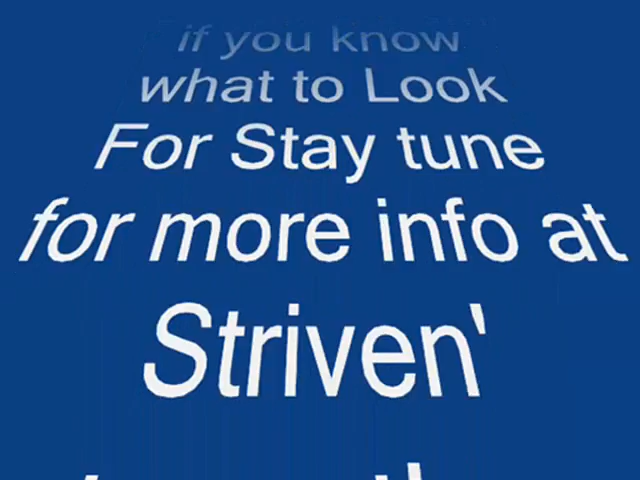 if you know
what to Look
For Stay tune
for more info at
Striven'